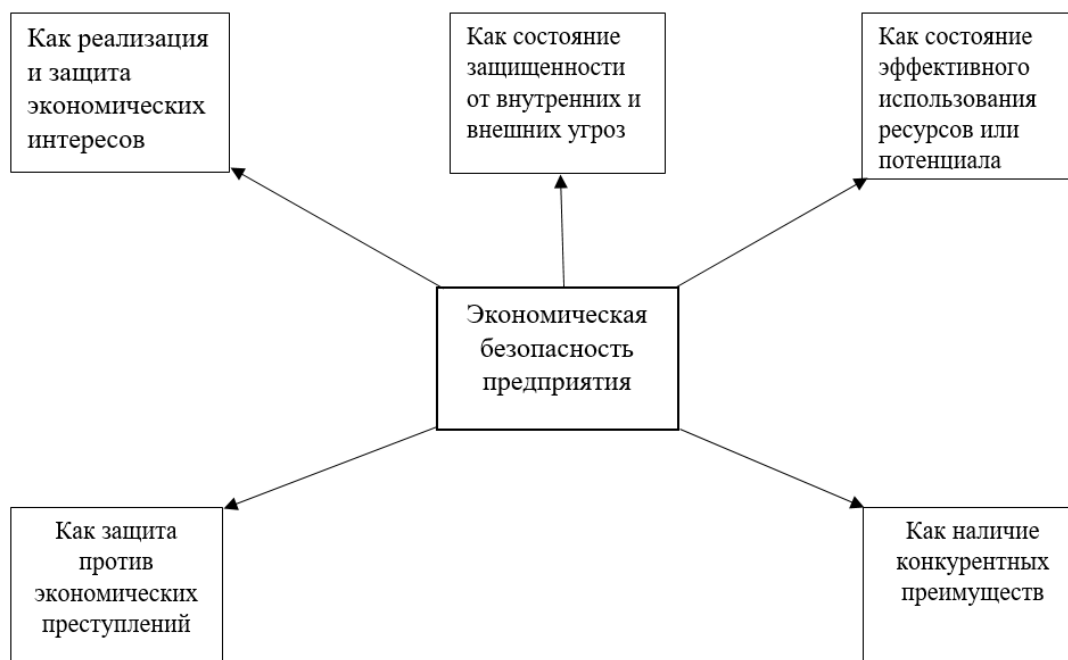 Как реализация
и защита
экономических
интересов
Как состояние
защищенности
от внутренних и
внешних угроз
Как состояние
эффективного
использования
ресурсов или
потенциала
Экономическая
безопасность
предприятия
Как защита
против
экономических
преступлений
Как наличие
конкурентных
преимуществ